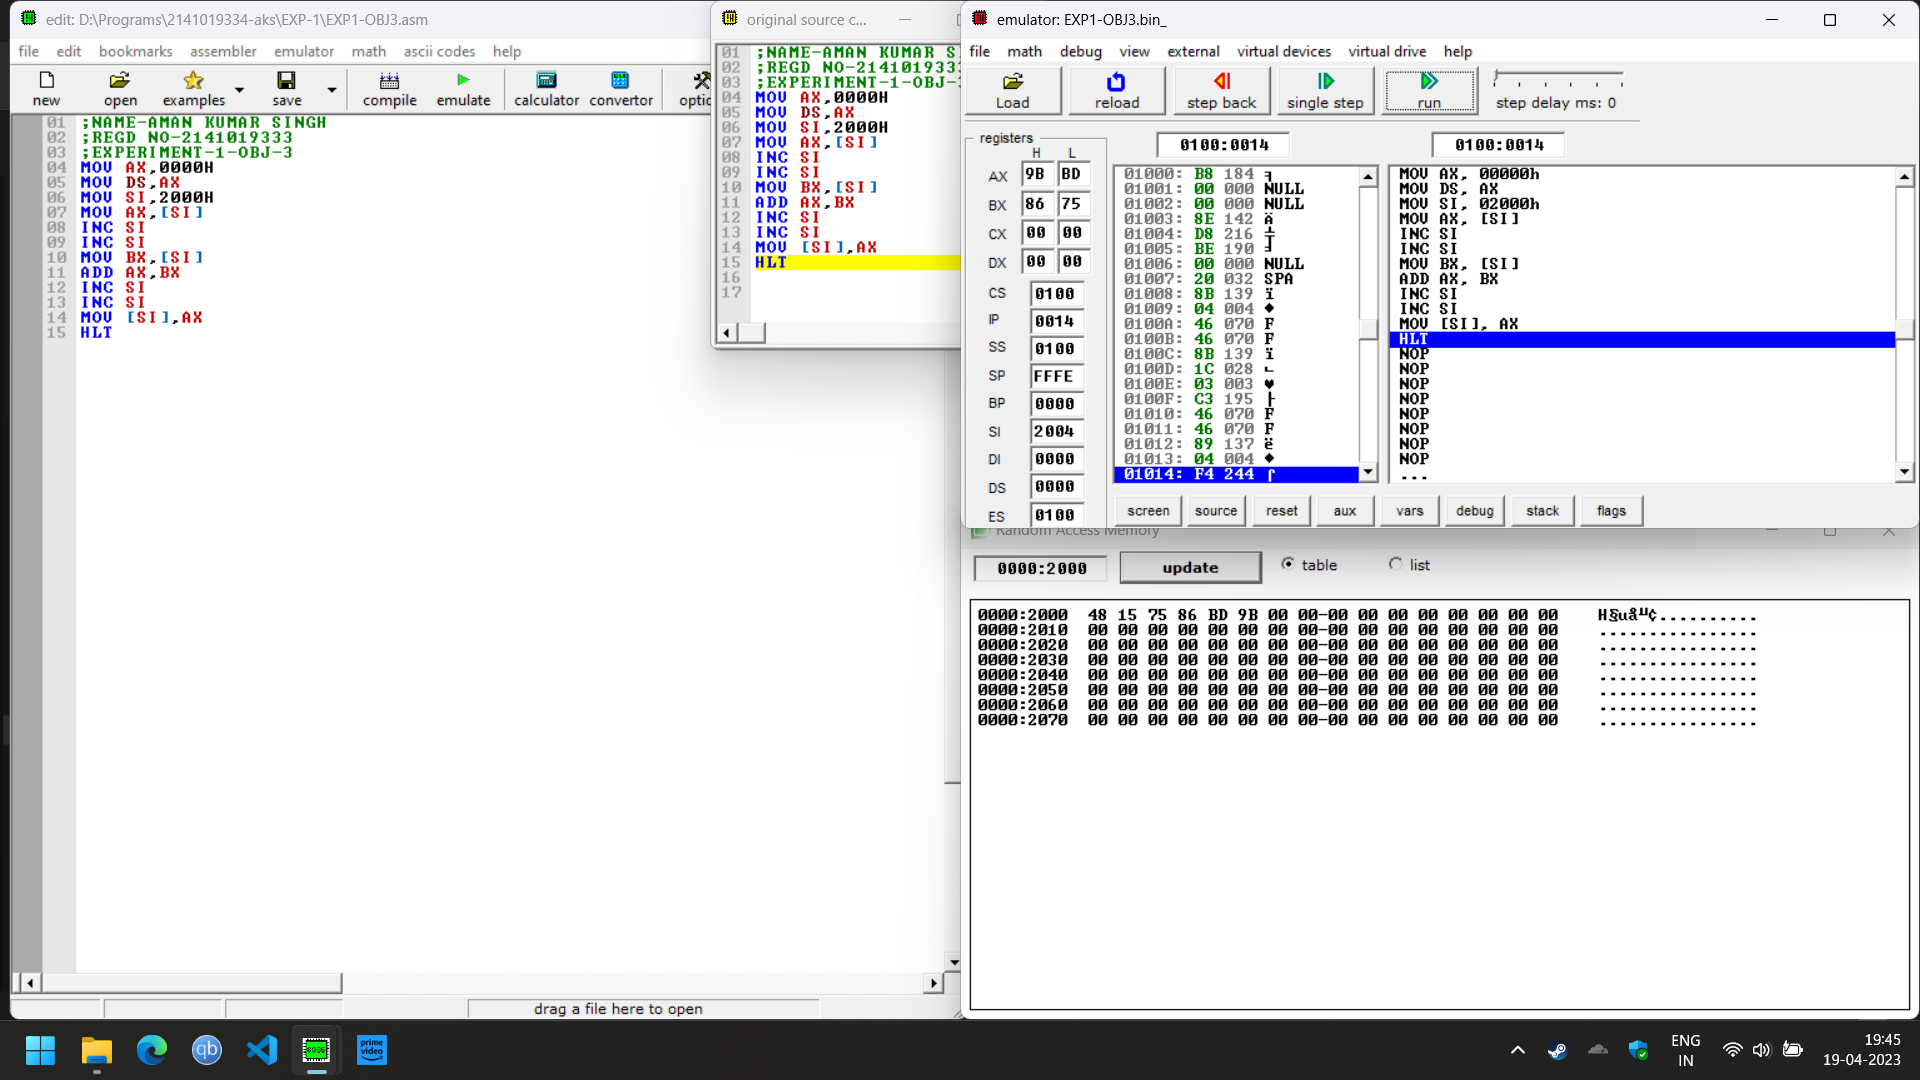 edit: D:\Programs\2141019334-aks\EXP-1\EXP1-OBJ3.asm
file edit bookmarks assembler emulator math ascii codes help
new open examples save compile emulate calculator convertor optic
01 ;NAME-AMAN KUMAR SINGH
02 ;REGD NO-2141019333
03 ;EXPERIMENT-1-OBJ-3
04 MOV AX,0000H
05 MOV DS,AX
06 MOV SI,2000H
07 MOV AX,[SI]
08 INC SI
09 INC SI
10 MOV BX,[SI]
11 ADD AX,BX
12 INC SI
13 INC SI
14 MOV [SI],AX
15 HLT
drag a file here to open
original source c...
01 ;NAME-AMAN KUMAR S
02 ;REGD NO-214101933
03 ;EXPERIMENT-1-OBJ-
04 MOV AX,0000H
05 MOV DS,AX
06 MOV SI,2000H
07 MOV AX,[SI]
08 INC SI
09 INC SI
10 MOV BX,[SI]
11 ADD AX,BX
12 INC SI
13 INC SI
14 MOV [SI],AX
15 HLT
16
17
emulator: EXP1-OBJ3.bin_
file math debug view external virtual devices virtual drive help
Load reload step back single step run step delay ms: 0
registers
H L
AX 9B BD
BX 86 75
CX 00 00
DX 00 00
CS 0100
IP 0014
SS 0100
SP FFFE
BP 0000
SI 2004
DI 0000
DS 0000
ES 0100
0100:0014
01000: B8 184 ╕
01001: 00 000 NULL
01002: 00 000 NULL
01003: 8E 142 Ä
01004: D8 216 ╪
01005: BE 190 ╛
01006: 00 000 NULL
01007: 20 032 SPA
01008: 8B 139 ï
01009: 04 004 ♦
0100A: 46 070 F
0100B: 46 070 F
0100C: 8B 139 ï
0100D: 1C 028 ∟
0100E: 03 003 ♥
0100F: C3 195 ├
01010: 46 070 F
01011: 46 070 F
01012: 89 137 ë
01013: 04 004 ♦
01014: F4 244 ⌠
0100:0014
MOV AX, 00000h
MOV DS, AX
MOV SI, 02000h
MOV AX, [SI]
INC SI
INC SI
MOV BX, [SI]
ADD AX, BX
INC SI
INC SI
MOV [SI], AX
HLT
NOP
NOP
NOP
NOP
NOP
NOP
NOP
NOP
...
screen source reset aux vars debug stack flags
Random Access Memory
0000:2000 update table list
0000:2000 48 15 75 86 BD 9B 00 00-00 00 00 00 00 00 00 00 H§uå╜¢..........
0000:2010 00 00 00 00 00 00 00 00-00 00 00 00 00 00 00 00 ................
0000:2020 00 00 00 00 00 00 00 00-00 00 00 00 00 00 00 00 ................
0000:2030 00 00 00 00 00 00 00 00-00 00 00 00 00 00 00 00 ................
0000:2040 00 00 00 00 00 00 00 00-00 00 00 00 00 00 00 00 ................
0000:2050 00 00 00 00 00 00 00 00-00 00 00 00 00 00 00 00 ................
0000:2060 00 00 00 00 00 00 00 00-00 00 00 00 00 00 00 00 ................
0000:2070 00 00 00 00 00 00 00 00-00 00 00 00 00 00 00 00 ................
qb
8086
prime video
ENG
IN
19:45
19-04-2023